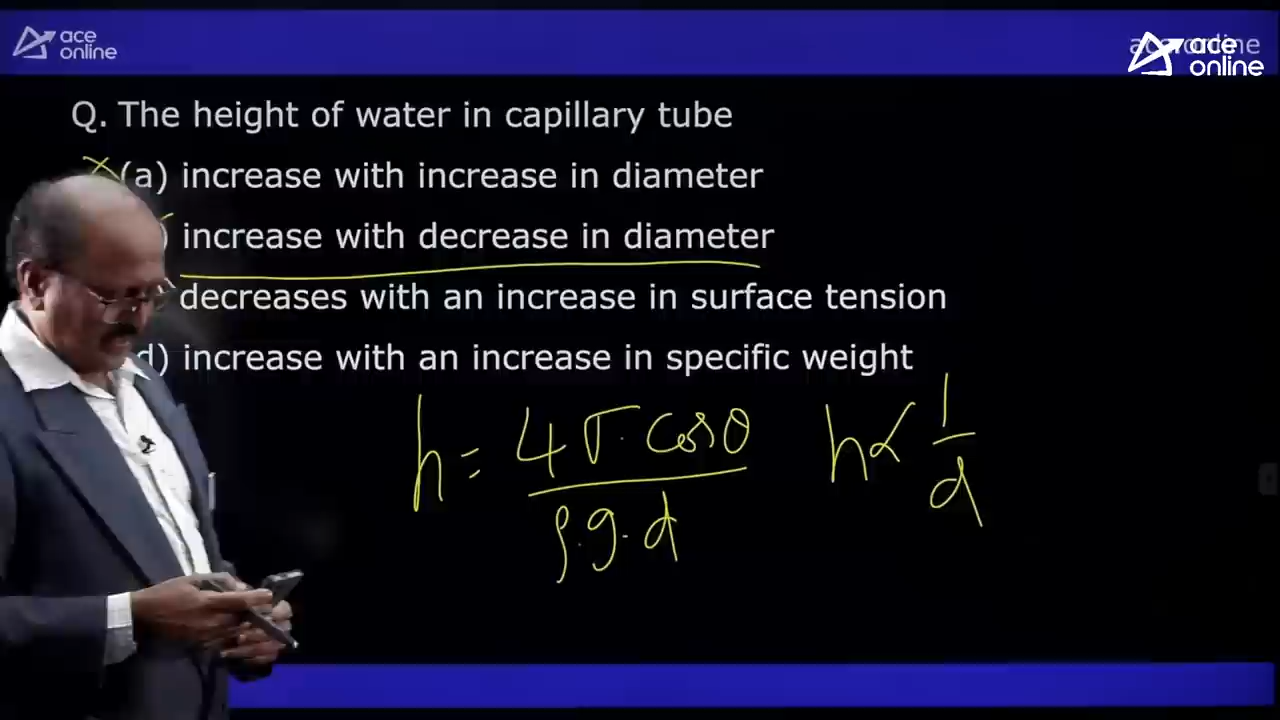 ace
online
ace
online
Q. The height of water in capillary tube
(a) increase with increase in diameter
) increase with decrease in diameter
decreases with an increase in surface tension
d) increase with an increase in specific weight
h = 4σ.cosθ / ρ.g.d
h ∝ 1/d